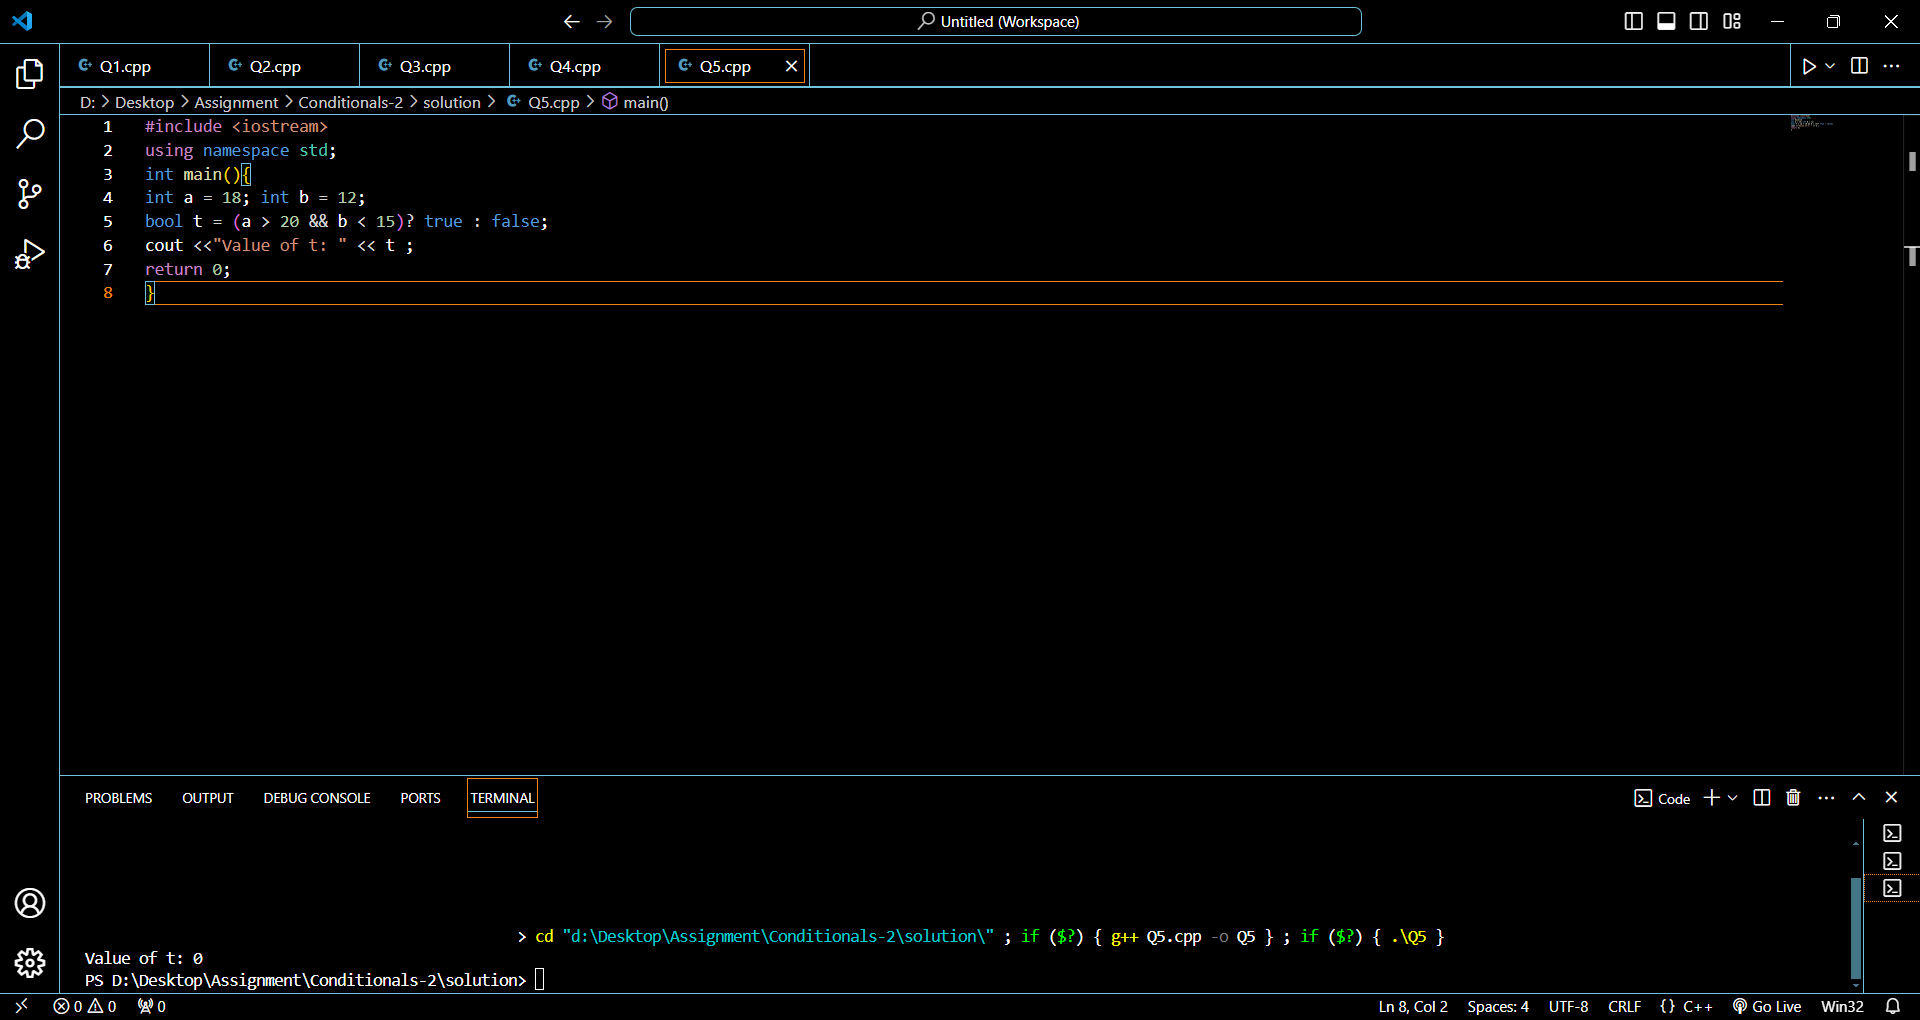 Untitled (Workspace)
Q1.cpp Q2.cpp Q3.cpp Q4.cpp Q5.cpp
D: > Desktop > Assignment > Conditionals-2 > solution > Q5.cpp > main()
1 #include <iostream>
2 using namespace std;
3 int main(){
4 int a = 18; int b = 12;
5 bool t = (a > 20 && b < 15)? true : false;
6 cout <<"Value of t: " << t ;
7 return 0;
8 }
PROBLEMS OUTPUT DEBUG CONSOLE PORTS TERMINAL Code
> cd "d:\Desktop\Assignment\Conditionals-2\solution\" ; if ($?) { g++ Q5.cpp -o Q5 } ; if ($?) { .\Q5 }
Value of t: 0
PS D:\Desktop\Assignment\Conditionals-2\solution>
0 0 0 Ln 8, Col 2 Spaces: 4 UTF-8 CRLF {} C++ Go Live Win32